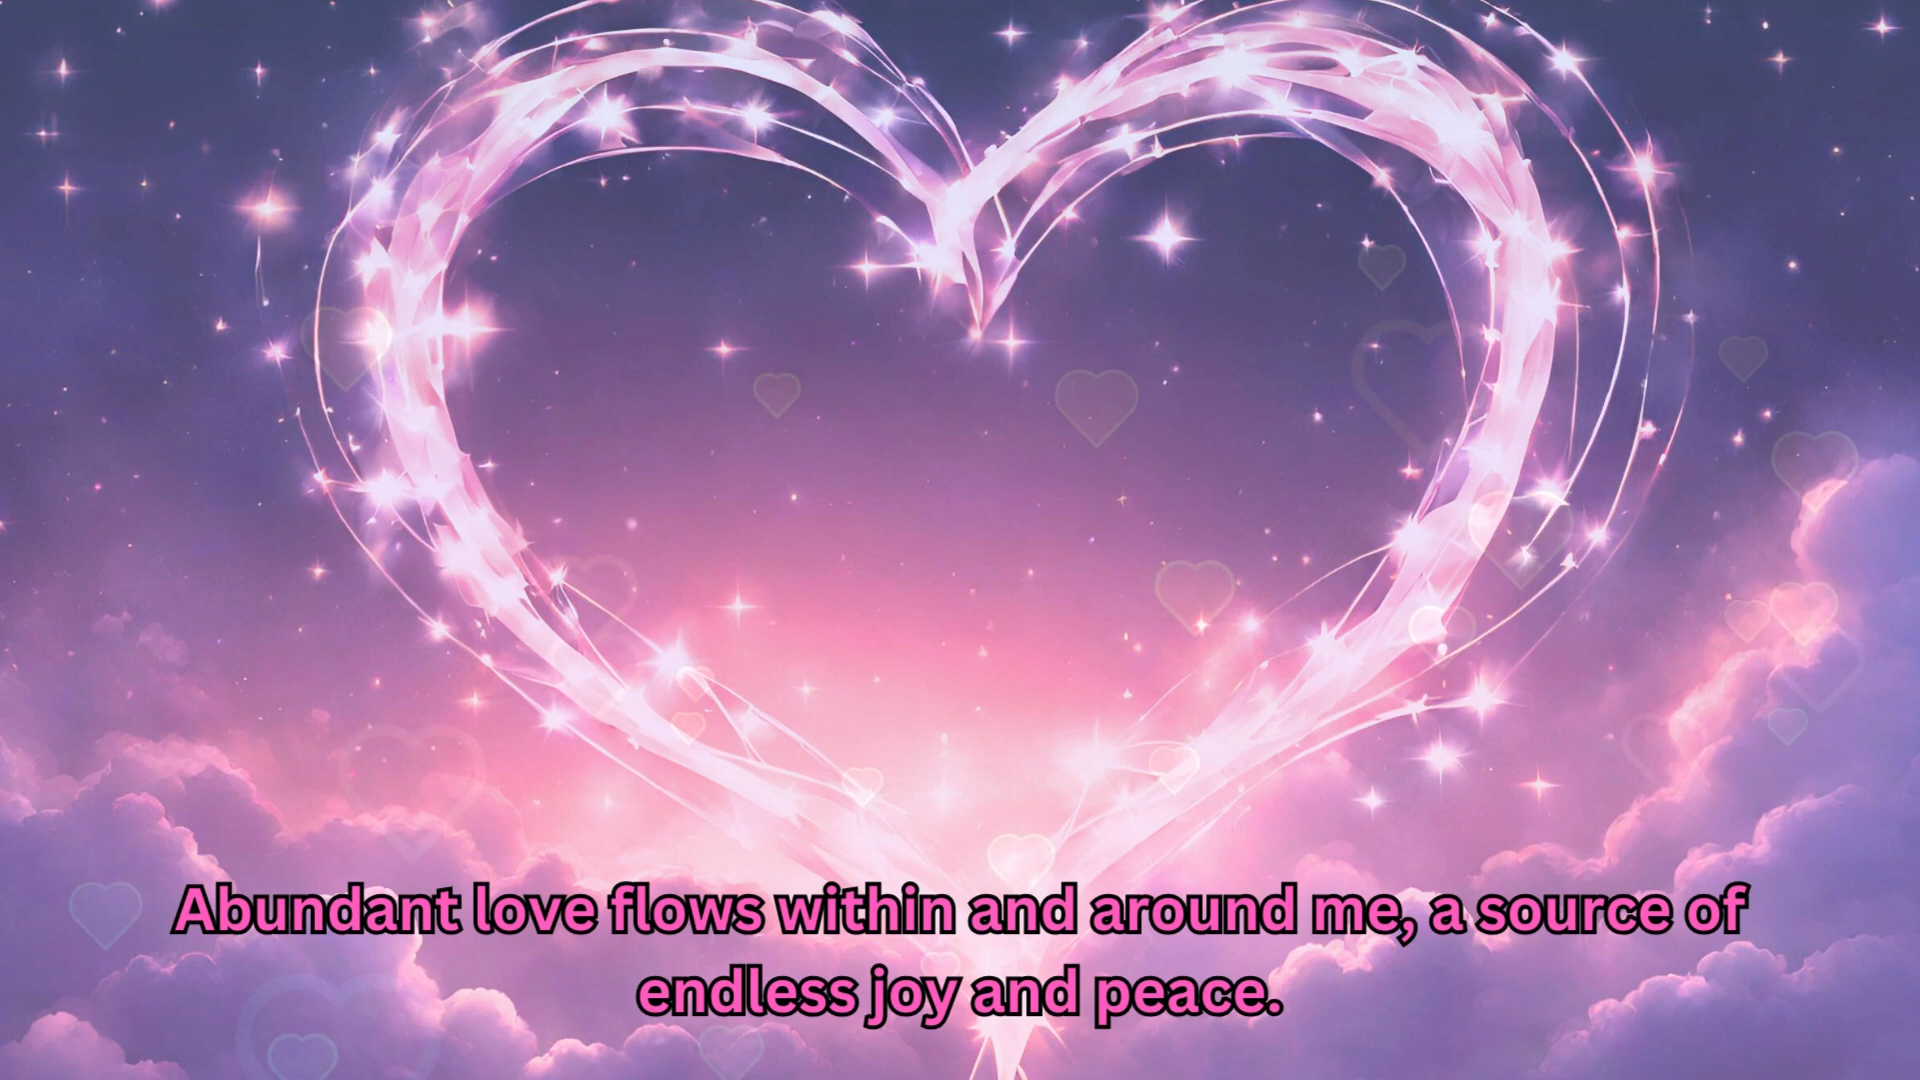 Abundant love flows within and around me, a source of
endless joy and peace.